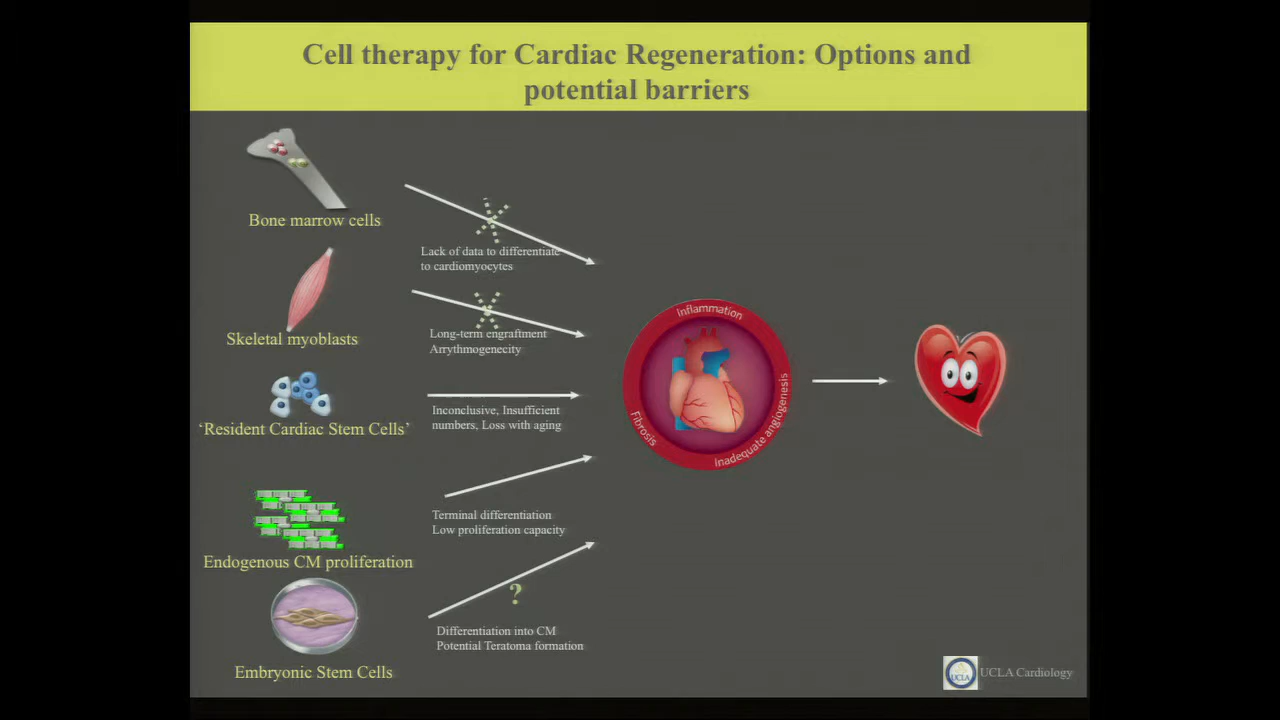 Cell therapy for Cardiac Regeneration: Options and
potential barriers
Bone marrow cells
Lack of data to differentiate
to cardiomyocytes
Skeletal myoblasts
Long-term engraftment
Arrythmogenecity
‘Resident Cardiac Stem Cells’
Inconclusive, Insufficient
numbers, Loss with aging
Endogenous CM proliferation
Terminal differentiation
Low proliferation capacity
Embryonic Stem Cells
?
Differentiation into CM
Potential Teratoma formation
Inflammation
Fibrosis
Inadequate angiogenesis
UCLA
UCLA Cardiology